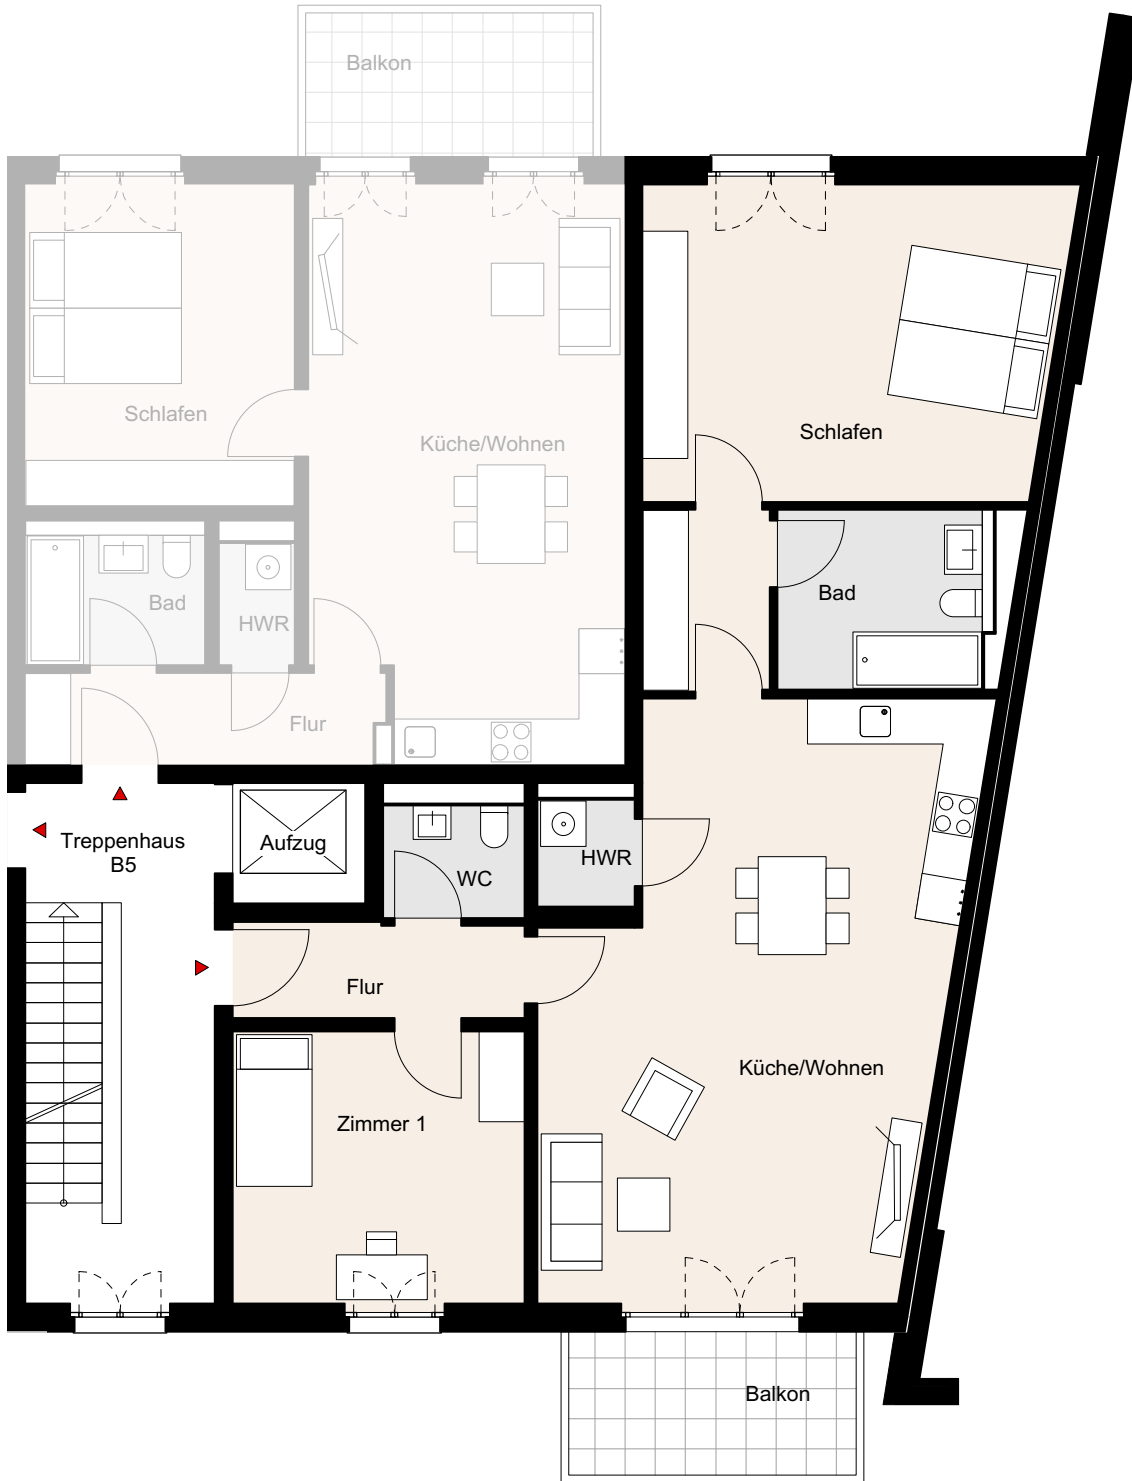 Balkon
Schlafen
Küche/Wohnen
Schlafen
Bad
HWR
Bad
Flur
Treppenhaus
B5
Aufzug
WC
HWR
Flur
Küche/Wohnen
Zimmer 1
Balkon